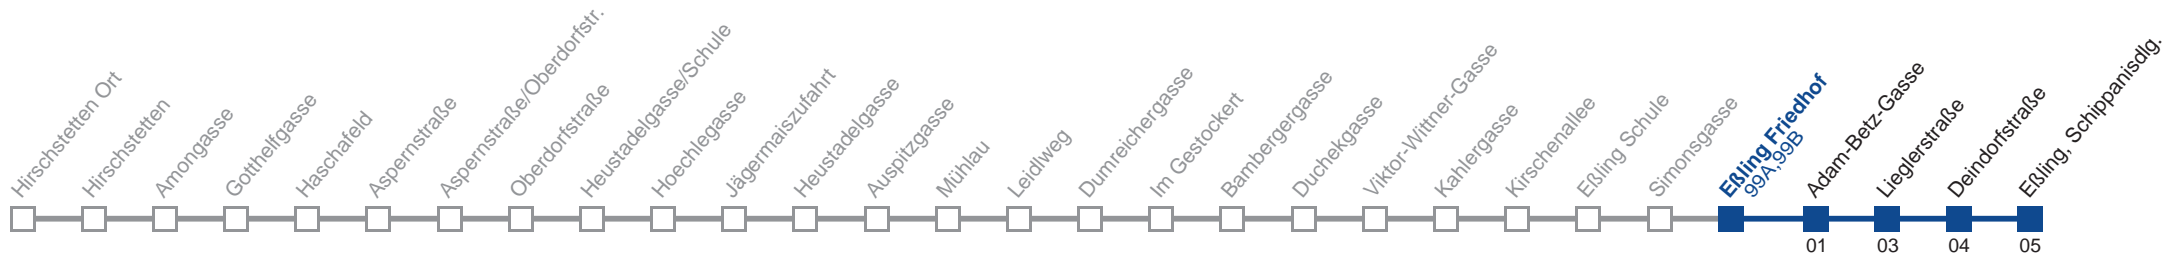 Hirschstetten Ort
Hirschstetten
Amongasse
Gotthelfgasse
Haschafeld
Aspernstraße
Aspernstraße/Oberdorfstr.
Oberdorfstraße
Heustadelgasse/Schule
Hoechlegasse
Jägermaiszufahrt
Heustadelgasse
Auspitzgasse
Mühlau
Leidlweg
Dumreichergasse
Im Gestockert
Bambergergasse
Duchekgasse
Viktor-Wittner-Gasse
Kahlergasse
Kirschenallee
Eßling Schule
Simonsgasse
Eßling Friedhof
99A,99B
Adam-Betz-Gasse
Lieglerstraße
Deindorfstraße
Eßling, Schippanisdlg.
01
03
04
05